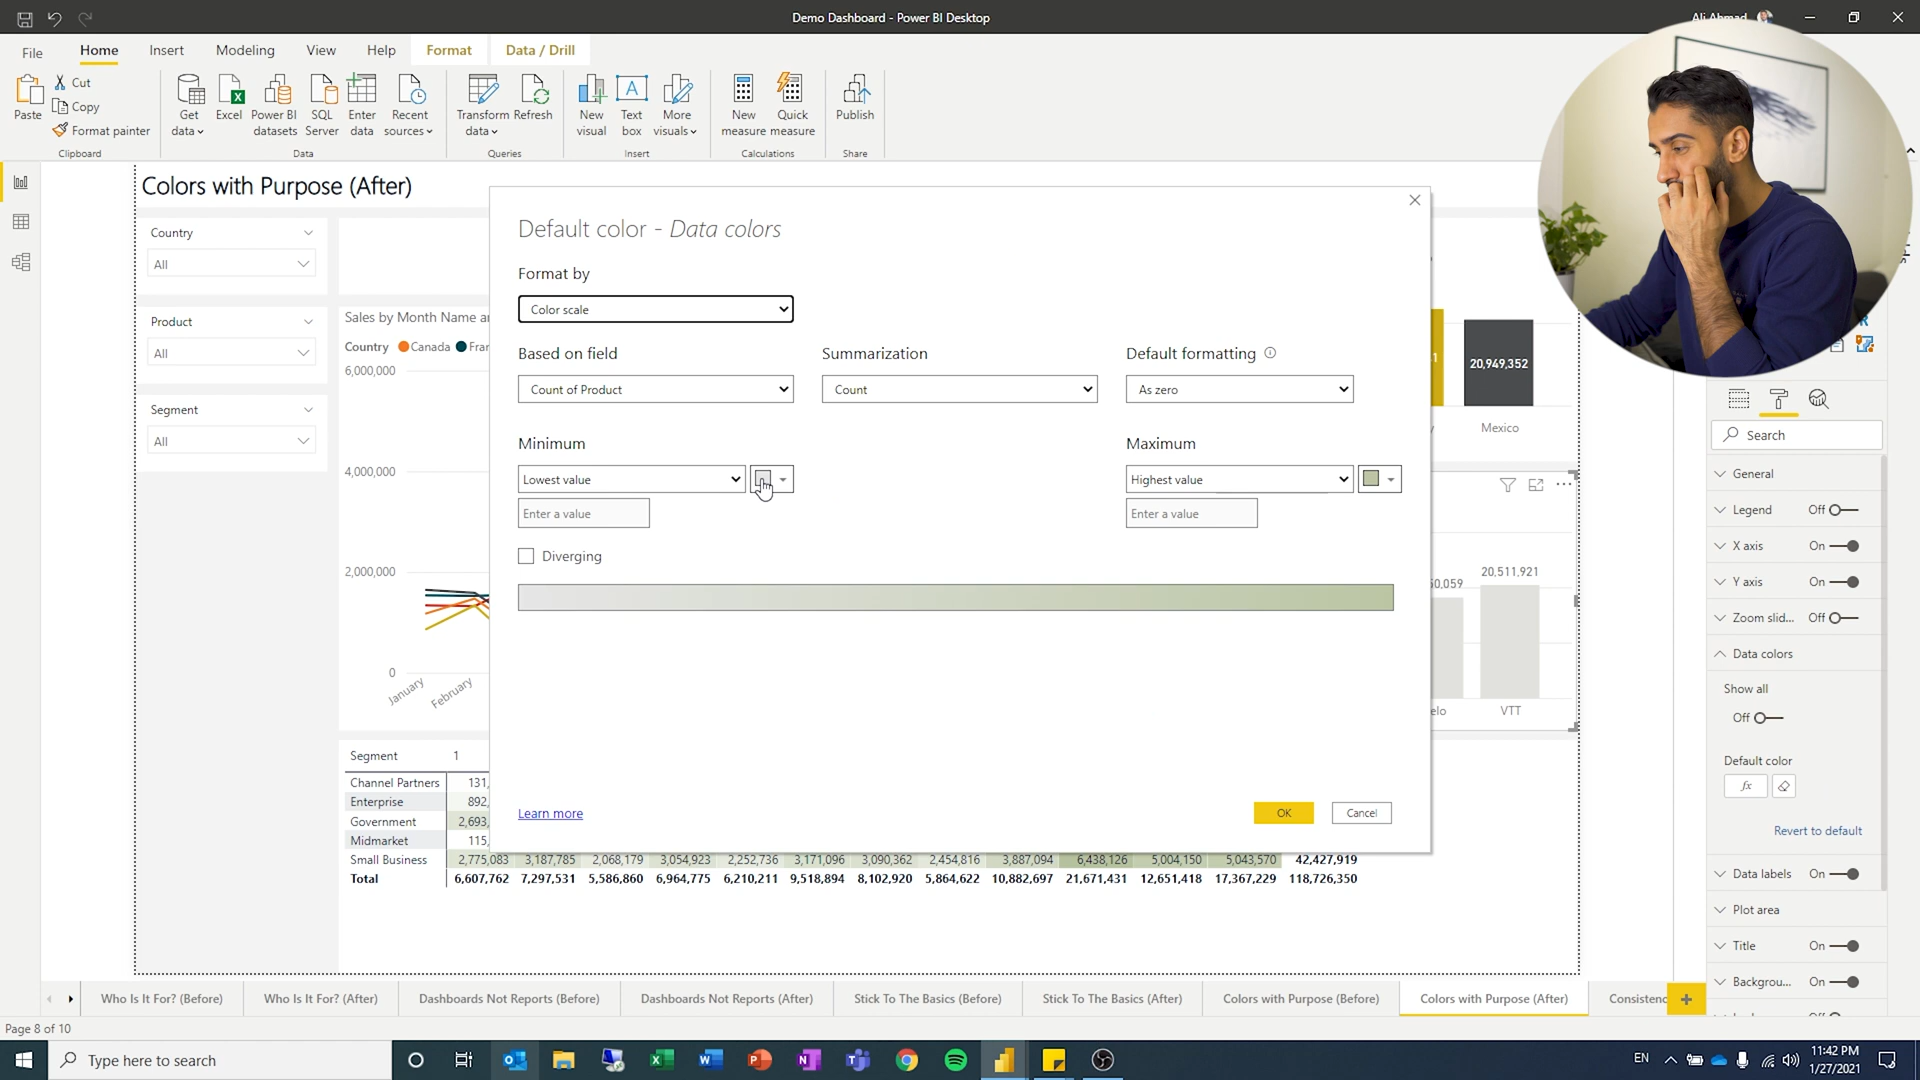 Demo Dashboard - Power BI Desktop
Ali Ahmad
File
Home
Insert
Modeling
View
Help
Format
Data / Drill
Paste
Cut
Copy
Format painter
Clipboard
Get data
Excel
Power BI datasets
SQL Server
Enter data
Recent sources
Data
Transform data
Refresh
Queries
New visual
Text box
More visuals
Insert
New measure
Quick measure
Calculations
Publish
Share
Colors with Purpose (After)
Country
All
Product
All
Segment
All
Sales by Month Name
Country Canada
6,000,000
4,000,000
2,000,000
0
January
February
Default color - Data colors
Format by
Color scale
Based on field
Count of Product
Summarization
Count
Default formatting
As zero
Minimum
Lowest value
Enter a value
Maximum
Highest value
Enter a value
Diverging
Learn more
OK
Cancel
20,949,352
Mexico
20,511,921
VTT
Segment 1
Channel Partners 131,
Enterprise 892,
Government 2,693,
Midmarket 115,
Small Business 2,775,083 3,187,785 2,068,179 3,054,923 2,252,736 3,171,096 3,090,362 2,454,816 3,887,094 6,438,126 5,004,150 5,043,570 42,427,919
Total 6,607,762 7,297,531 5,586,860 6,964,775 6,210,211 9,518,894 8,102,920 5,864,622 10,882,697 21,671,431 12,651,418 17,367,229 118,726,350
Search
General
Legend Off
X axis On
Y axis On
Zoom slid... Off
Data colors
Show all
Off
Default color
fx
Revert to default
Data labels On
Plot area
Title On
Backgrou... On
Who Is It For? (Before)
Who Is It For? (After)
Dashboards Not Reports (Before)
Dashboards Not Reports (After)
Stick To The Basics (Before)
Stick To The Basics (After)
Colors with Purpose (Before)
Colors with Purpose (After)
Consistenc
Page 8 of 10
Type here to search
EN
11:42 PM
1/27/2021